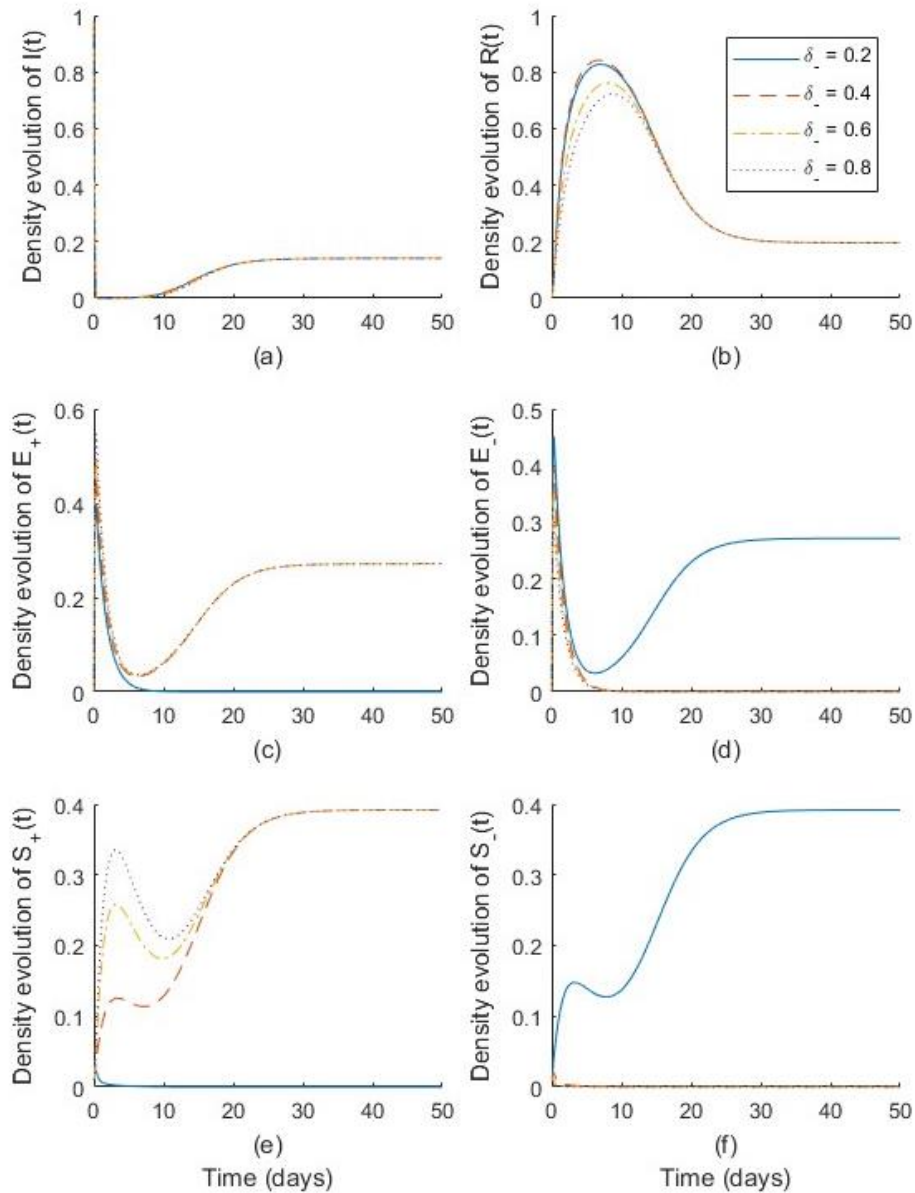 Density evolution of I(t)
1
0.8
0.6
0.4
0.2
0
0 10 20 30 40 50
(a)
Density evolution of R(t)
1
0.8
0.6
0.4
0.2
0
0 10 20 30 40 50
(b)
δ_ = 0.2
δ_ = 0.4
δ_ = 0.6
δ_ = 0.8
Density evolution of E₊(t)
0.6
0.4
0.2
0
0 10 20 30 40 50
(c)
Density evolution of E₋(t)
0.5
0.4
0.3
0.2
0.1
0
0 10 20 30 40 50
(d)
Density evolution of S₊(t)
0.4
0.3
0.2
0.1
0
0 10 20 30 40 50
(e)
Time (days)
Density evolution of S₋(t)
0.4
0.3
0.2
0.1
0
0 10 20 30 40 50
(f)
Time (days)